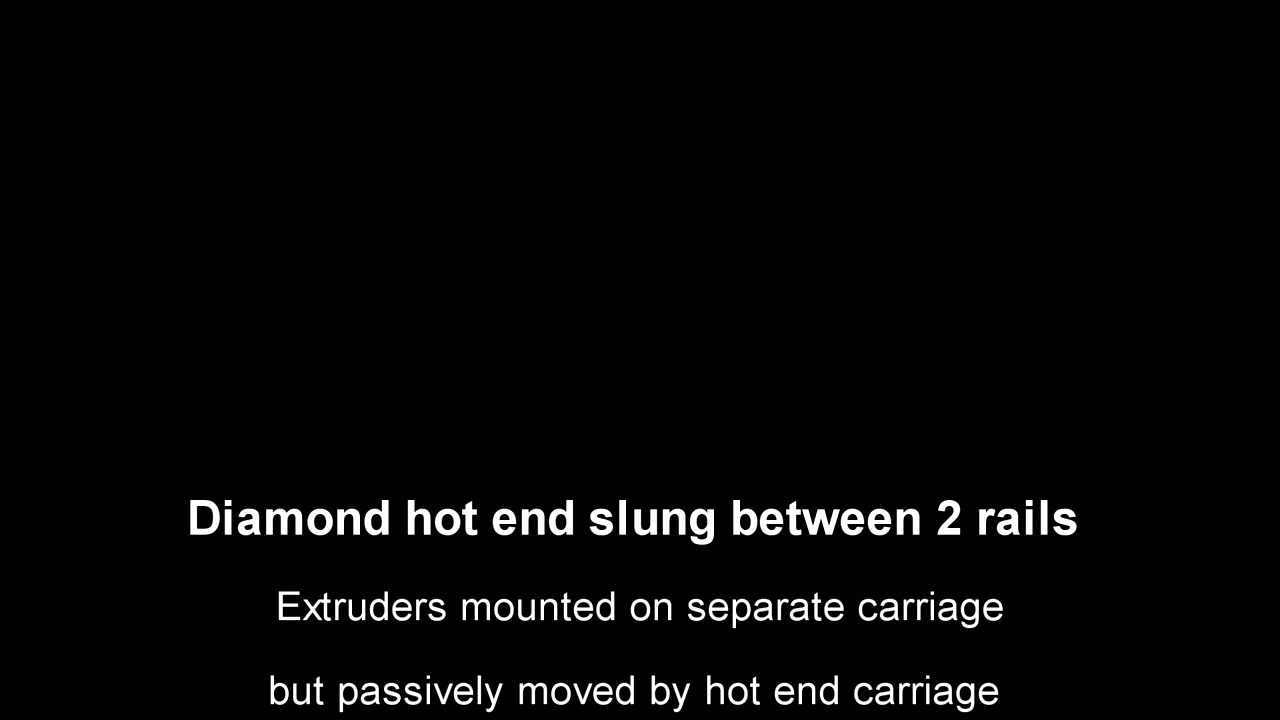 Diamond hot end slung between 2 rails
Extruders mounted on separate carriage
but passively moved by hot end carriage